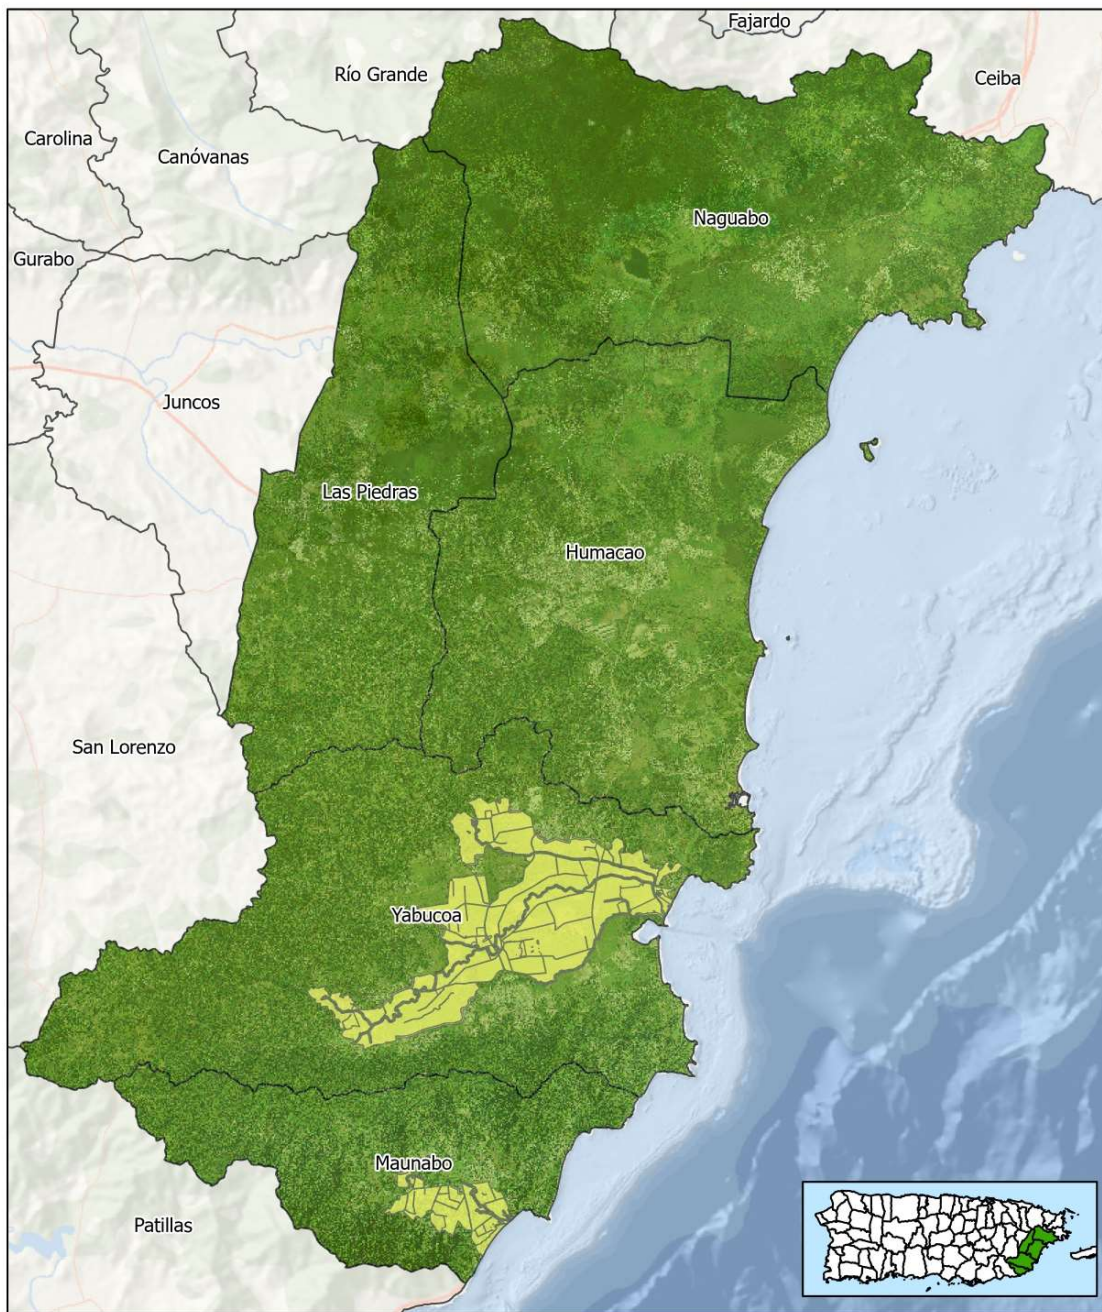 Fajardo
Río Grande
Ceiba
Carolina
Canóvanas
Naguabo
Gurabo
Juncos
Las Piedras
Humacao
San Lorenzo
Yabucoa
Maunabo
Patillas